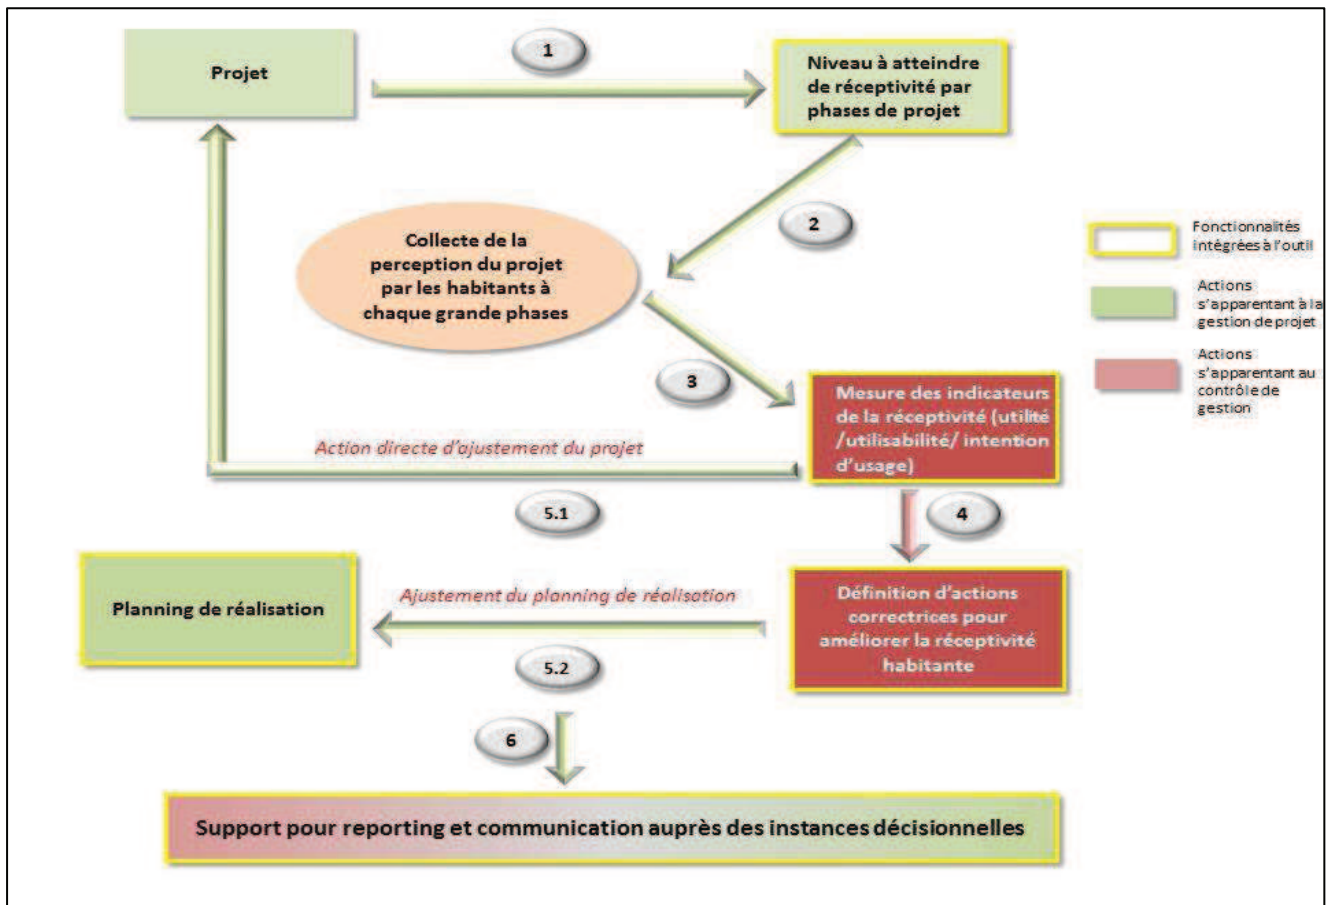 Projet
1
Niveau à atteindre
de réceptivité par
phases de projet
2
Collecte de la
perception du projet
par les habitants à
chaque grande phases
Fonctionnalités
intégrées à l'outil
Actions
s'apparentant à la
gestion de projet
Actions
s'apparentant au
contrôle de
gestion
3
Mesure des indicateurs
de la réceptivité (utilité
/utilisabilité/ intention
d'usage)
Action directe d'ajustement du projet
5.1
4
Planning de réalisation
Ajustement du planning de réalisation
5.2
Définition d'actions
correctrices pour
améliorer la réceptivité
habitante
6
Support pour reporting et communication auprès des instances décisionnelles